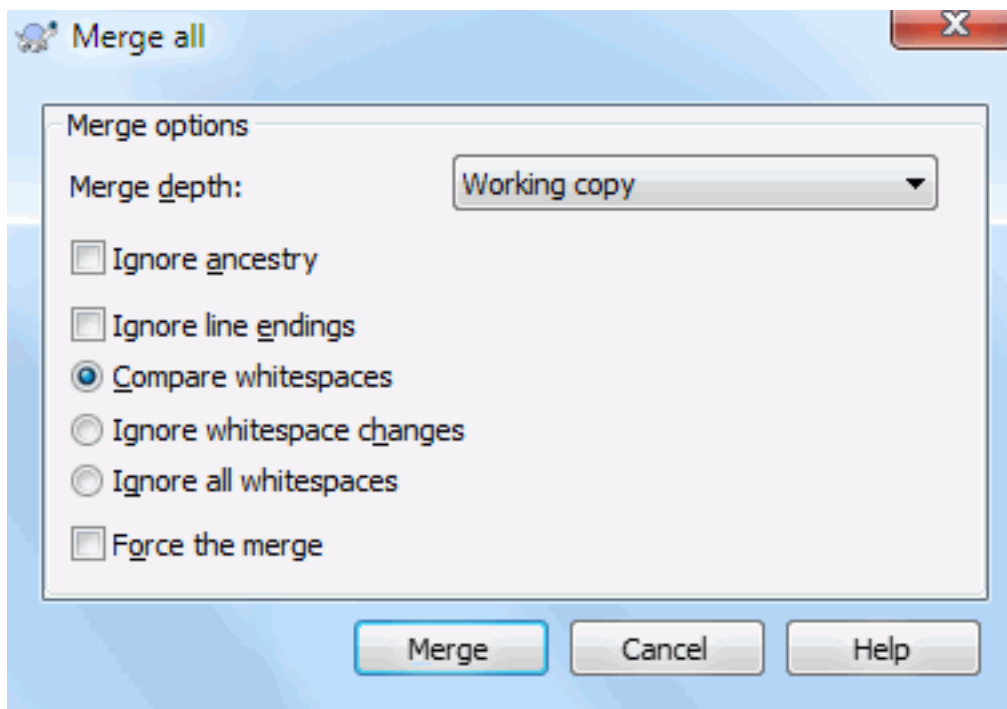 Merge all
Merge options
Merge depth: Working copy
Ignore ancestry
Ignore line endings
Compare whitespaces
Ignore whitespace changes
Ignore all whitespaces
Force the merge
Merge Cancel Help